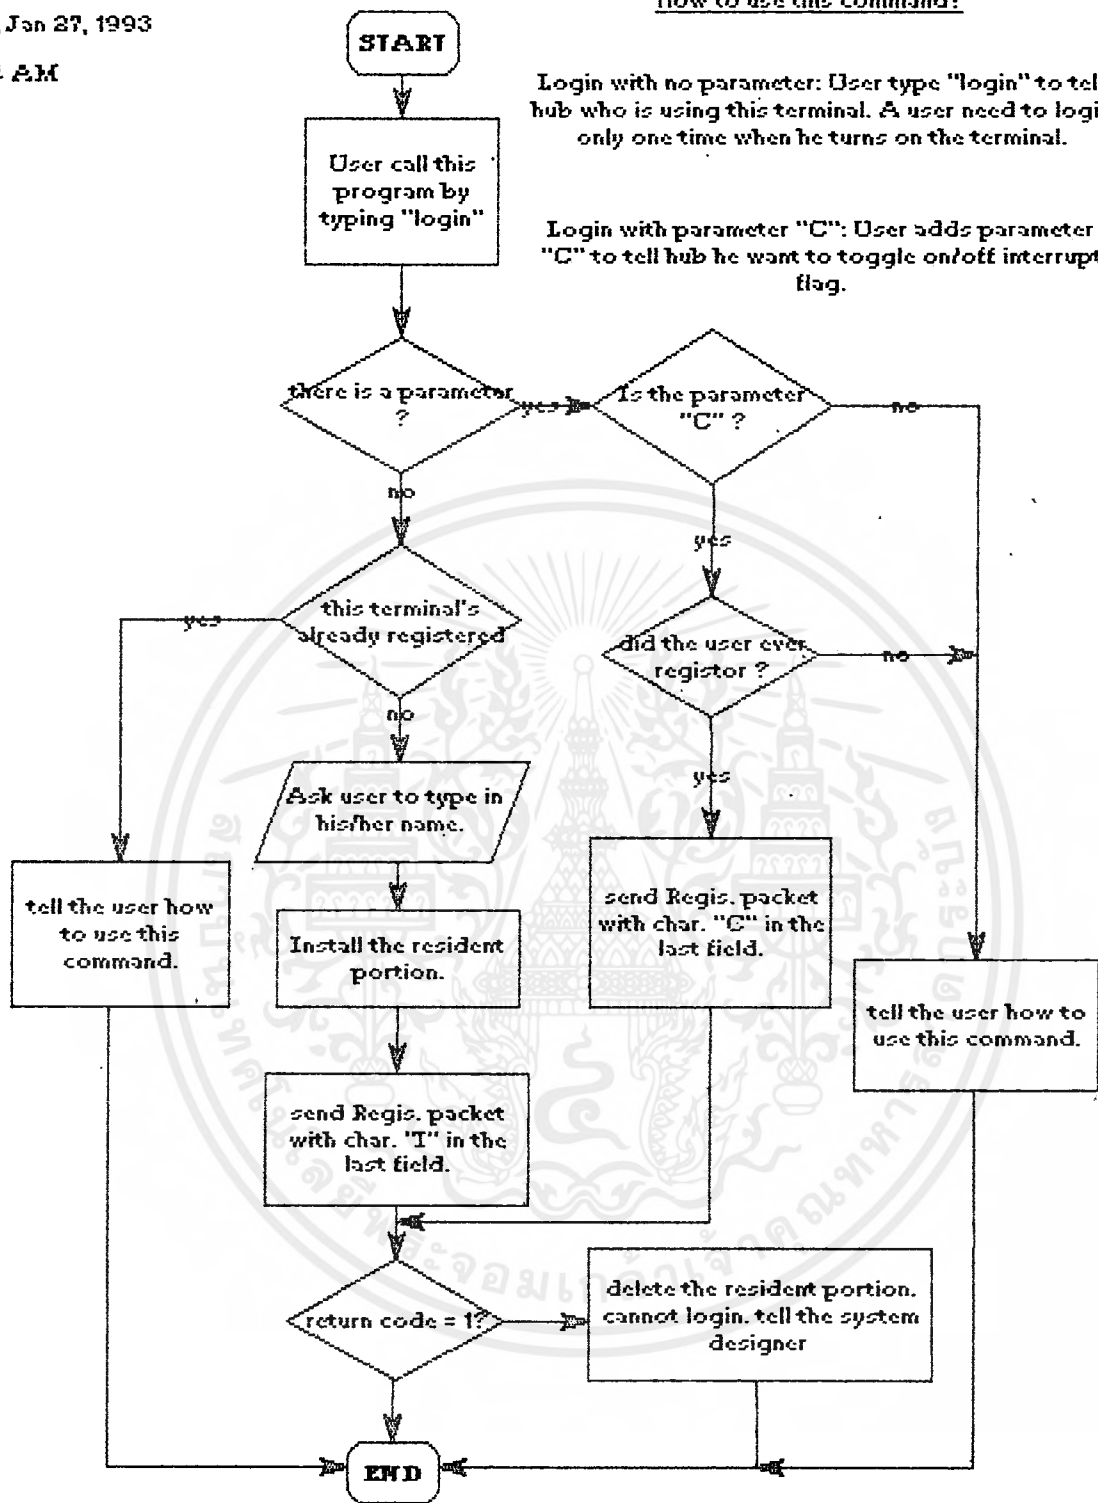 , Jan 27, 1993
AM
How to use this command?
START
Login with no parameter: User type "login" to tel
hub who is using this terminal. A user need to logi
only one time when he turns on the terminal.
User call this
program by
typing "login"
Login with parameter "C": User adds parameter
"C" to tell hub he want to toggle on/off interrupt
flag.
there is a parameter
?
yes
Is the parameter
"C" ?
no
no
yes
this terminal's
already registered
yes
did the user ever
registor ?
no
no
yes
Ask user to type in
his/her name.
tell the user how
to use this
command.
Install the resident
portion.
send Regis. packet
with char. "C" in the
last field.
tell the user how to
use this command.
send Regis. packet
with char. "I" in the
last field.
return code = 1?
delete the resident portion.
cannot login. tell the system
designer
END